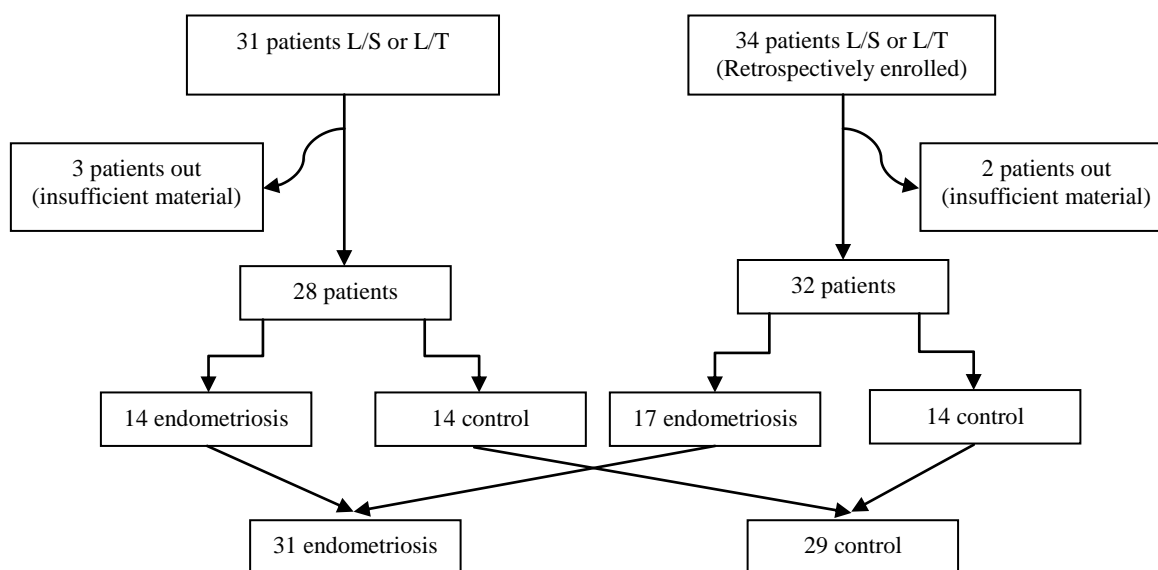 31 patients L/S or L/T
34 patients L/S or L/T
(Retrospectively enrolled)
3 patients out
(insufficient material)
2 patients out
(insufficient material)
28 patients
32 patients
14 endometriosis
14 control
17 endometriosis
14 control
31 endometriosis
29 control